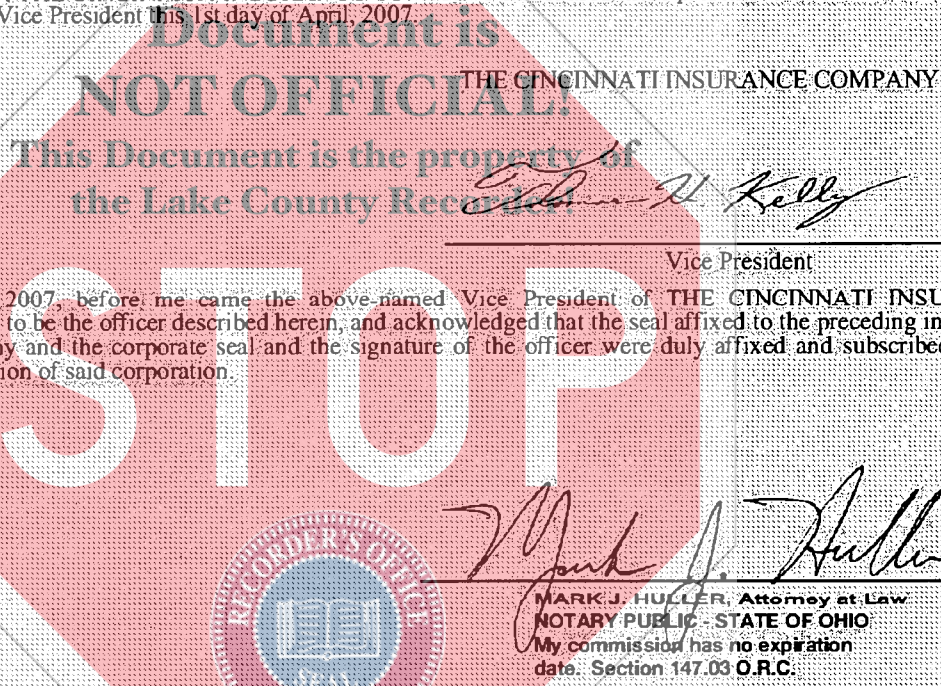 Vice President this 1st day of April, 2007.
Document is
NOT OFFICIAL!
THE CINCINNATI INSURANCE COMPANY
This Document is the property of
the Lake County Recorder!
Vice President
2007, before me came the above-named Vice President of THE CINCINNATI INSU
to be the officer described herein, and acknowledged that the seal affixed to the preceding in
y and the corporate seal and the signature of the officer were duly affixed and subscribed
ion of said corporation.
STOP
Mark J. Huller
RECORDER'S OFFICE
SEAL
MARK J. HULLER, Attorney at Law
NOTARY PUBLIC - STATE OF OHIO
My commission has no expiration
date. Section 147.03 O.R.C.